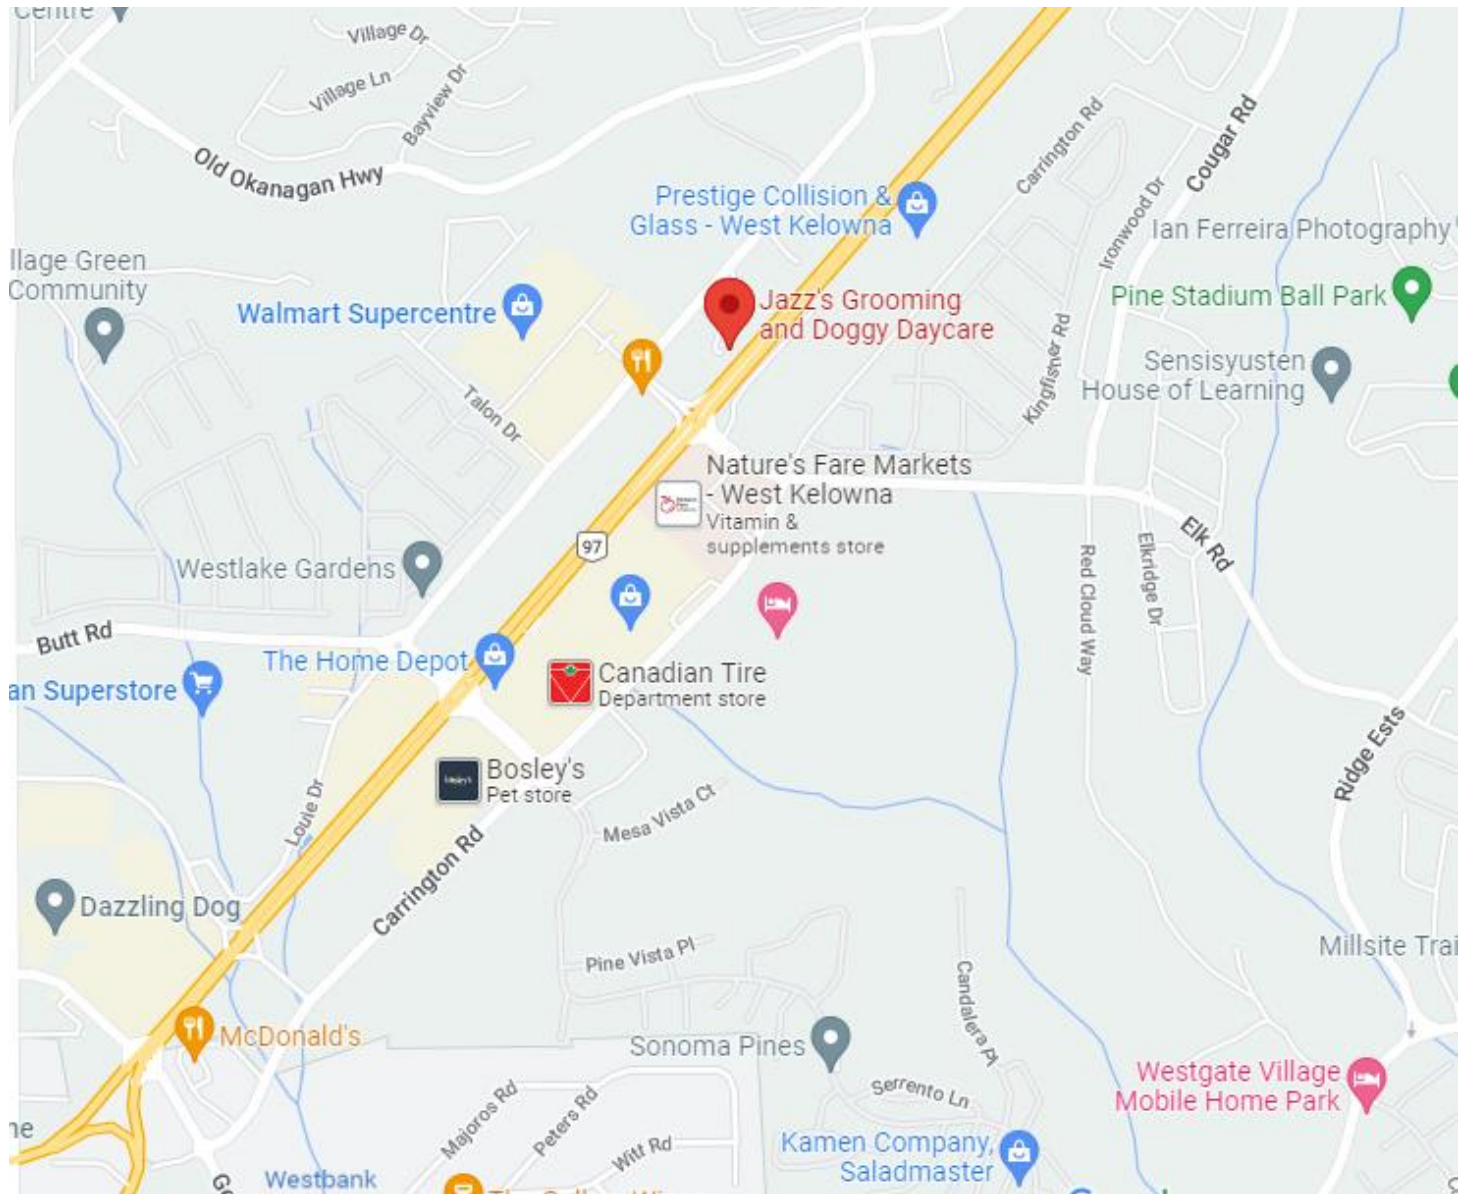 Centre
Village Dr
Village Ln
Bayview Dr
Old Okanagan Hwy
Carrington Rd
Cougar Rd
Ironwood Dr
Prestige Collision &
Glass - West Kelowna
Ian Ferreira Photography
llage Green
Community
Walmart Supercentre
Jazz's Grooming
and Doggy Daycare
Pine Stadium Ball Park
Kingfisher Rd
Sensisyusten
House of Learning
Talon Dr
Nature's Fare Markets
- West Kelowna
Vitamin &
supplements store
97
Elk Rd
Elkridge Dr
Red Cloud Way
Westlake Gardens
Butt Rd
The Home Depot
an Superstore
Canadian Tire
Department store
Ridge Ests
Bosley's
Pet store
Louie Dr
Mesa Vista Ct
Carrington Rd
Dazzling Dog
Pine Vista Pl
Candalera Pl
Millsite Trai
McDonald's
Sonoma Pines
Westgate Village
Mobile Home Park
Serrento Ln
Majoros Rd
Peters Rd
Witt Rd
Kamen Company,
Saladmaster
Westbank